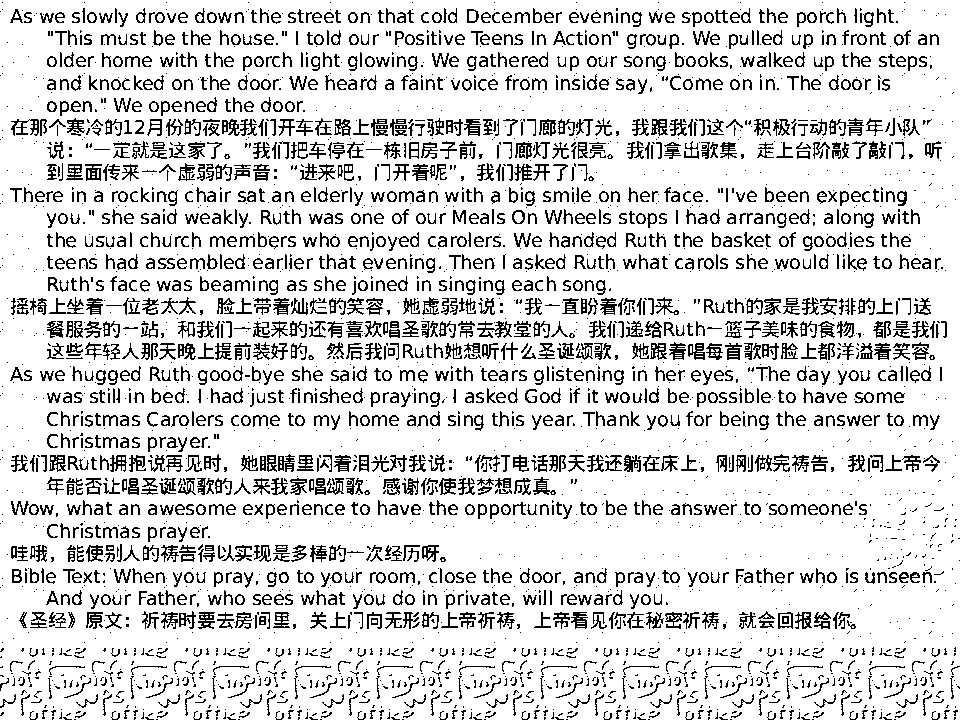 As we slowly drove down the street on that cold December evening we spotted the porch light.
"This must be the house." I told our "Positive Teens In Action" group. We pulled up in front of an
older home with the porch light glowing. We gathered up our song books, walked up the steps,
and knocked on the door. We heard a faint voice from inside say, “Come on in. The door is
open." We opened the door.
在那个寒冷的12月份的夜晚我们开车在路上慢慢行驶时看到了门廊的灯光，我跟我们这个“积极行动的青年小队”
说：“一定就是这家了。”我们把车停在一栋旧房子前，门廊灯光很亮。我们拿出歌集，走上台阶敲了敲门，听
到里面传来一个虚弱的声音：“进来吧，门开着呢”，我们推开了门。
There in a rocking chair sat an elderly woman with a big smile on her face. "I've been expecting
you." she said weakly. Ruth was one of our Meals On Wheels stops I had arranged; along with
the usual church members who enjoyed carolers. We handed Ruth the basket of goodies the
teens had assembled earlier that evening. Then I asked Ruth what carols she would like to hear.
Ruth's face was beaming as she joined in singing each song.
摇椅上坐着一位老太太，脸上带着灿烂的笑容，她虚弱地说：“我一直盼着你们来。”Ruth的家是我安排的上门送
餐服务的一站，和我们一起来的还有喜欢唱圣歌的常去教堂的人。我们递给Ruth一篮子美味的食物，都是我们
这些年轻人那天晚上提前装好的。然后我问Ruth她想听什么圣诞颂歌，她跟着唱每首歌时脸上都洋溢着笑容。
As we hugged Ruth good-bye she said to me with tears glistening in her eyes, “The day you called I
was still in bed. I had just finished praying. I asked God if it would be possible to have some
Christmas Carolers come to my home and sing this year. Thank you for being the answer to my
Christmas prayer."
我们跟Ruth拥抱说再见时，她眼睛里闪着泪光对我说：“你打电话那天我还躺在床上，刚刚做完祷告，我问上帝今
年能否让唱圣诞颂歌的人来我家唱颂歌。感谢你使我梦想成真。”
Wow, what an awesome experience to have the opportunity to be the answer to someone's
Christmas prayer.
哇哦，能使别人的祷告得以实现是多棒的一次经历呀。
Bible Text: When you pray, go to your room, close the door, and pray to your Father who is unseen.
And your Father, who sees what you do in private, will reward you.
《圣经》原文：祈祷时要去房间里，关上门向无形的上帝祈祷，上帝看见你在秘密祈祷，就会回报给你。